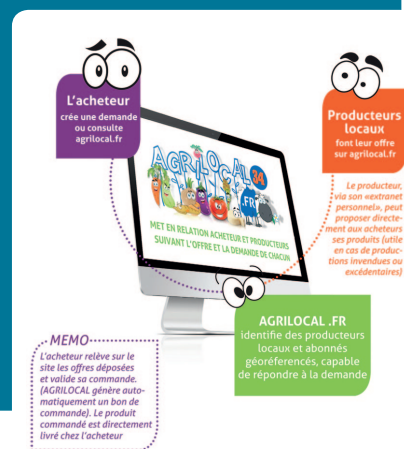 L'acheteur
crée une demande
ou consulte
agrilocal.fr
Producteurs
locaux
font leur offre
sur agrilocal.fr
AGRILOCAL 34
.FR
MET EN RELATION ACHETEUR ET PRODUCTEURS
SUIVANT L'OFFRE ET LA DEMANDE DE CHACUN
Le producteur,
via son «extranet
personnel», peut
proposer directe-
ment aux acheteurs
ses produits (utile
en cas de produc-
tions invendues ou
excédentaires)
AGRILOCAL .FR
identifie des producteurs
locaux et abonnés
géoréferencés, capable
de répondre à la demande
MEMO
L'acheteur relève sur le
site les offres déposées
et valide sa commande.
(AGRILOCAL génère auto-
matiquement un bon de
commande). Le produit
commandé est directement
livré chez l'acheteur